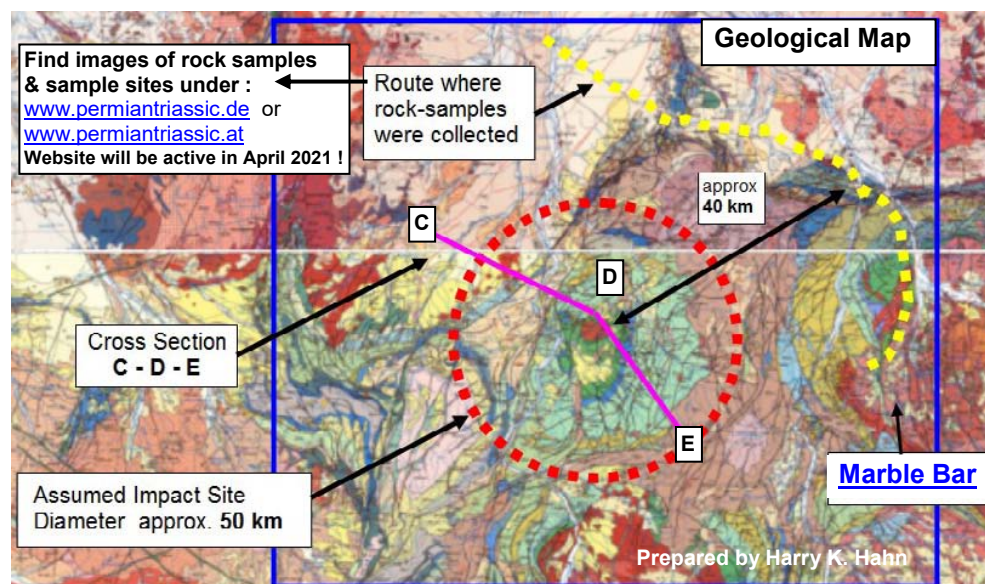 Geological Map
Find images of rock samples
& sample sites under :
www.permiantriassic.de or
www.permiantriassic.at
Website will be active in April 2021 !
Route where
rock-samples
were collected
approx
40 km
C
D
Cross Section
C - D - E
E
Marble Bar
Assumed Impact Site
Diameter approx. 50 km
Prepared by Harry K. Hahn